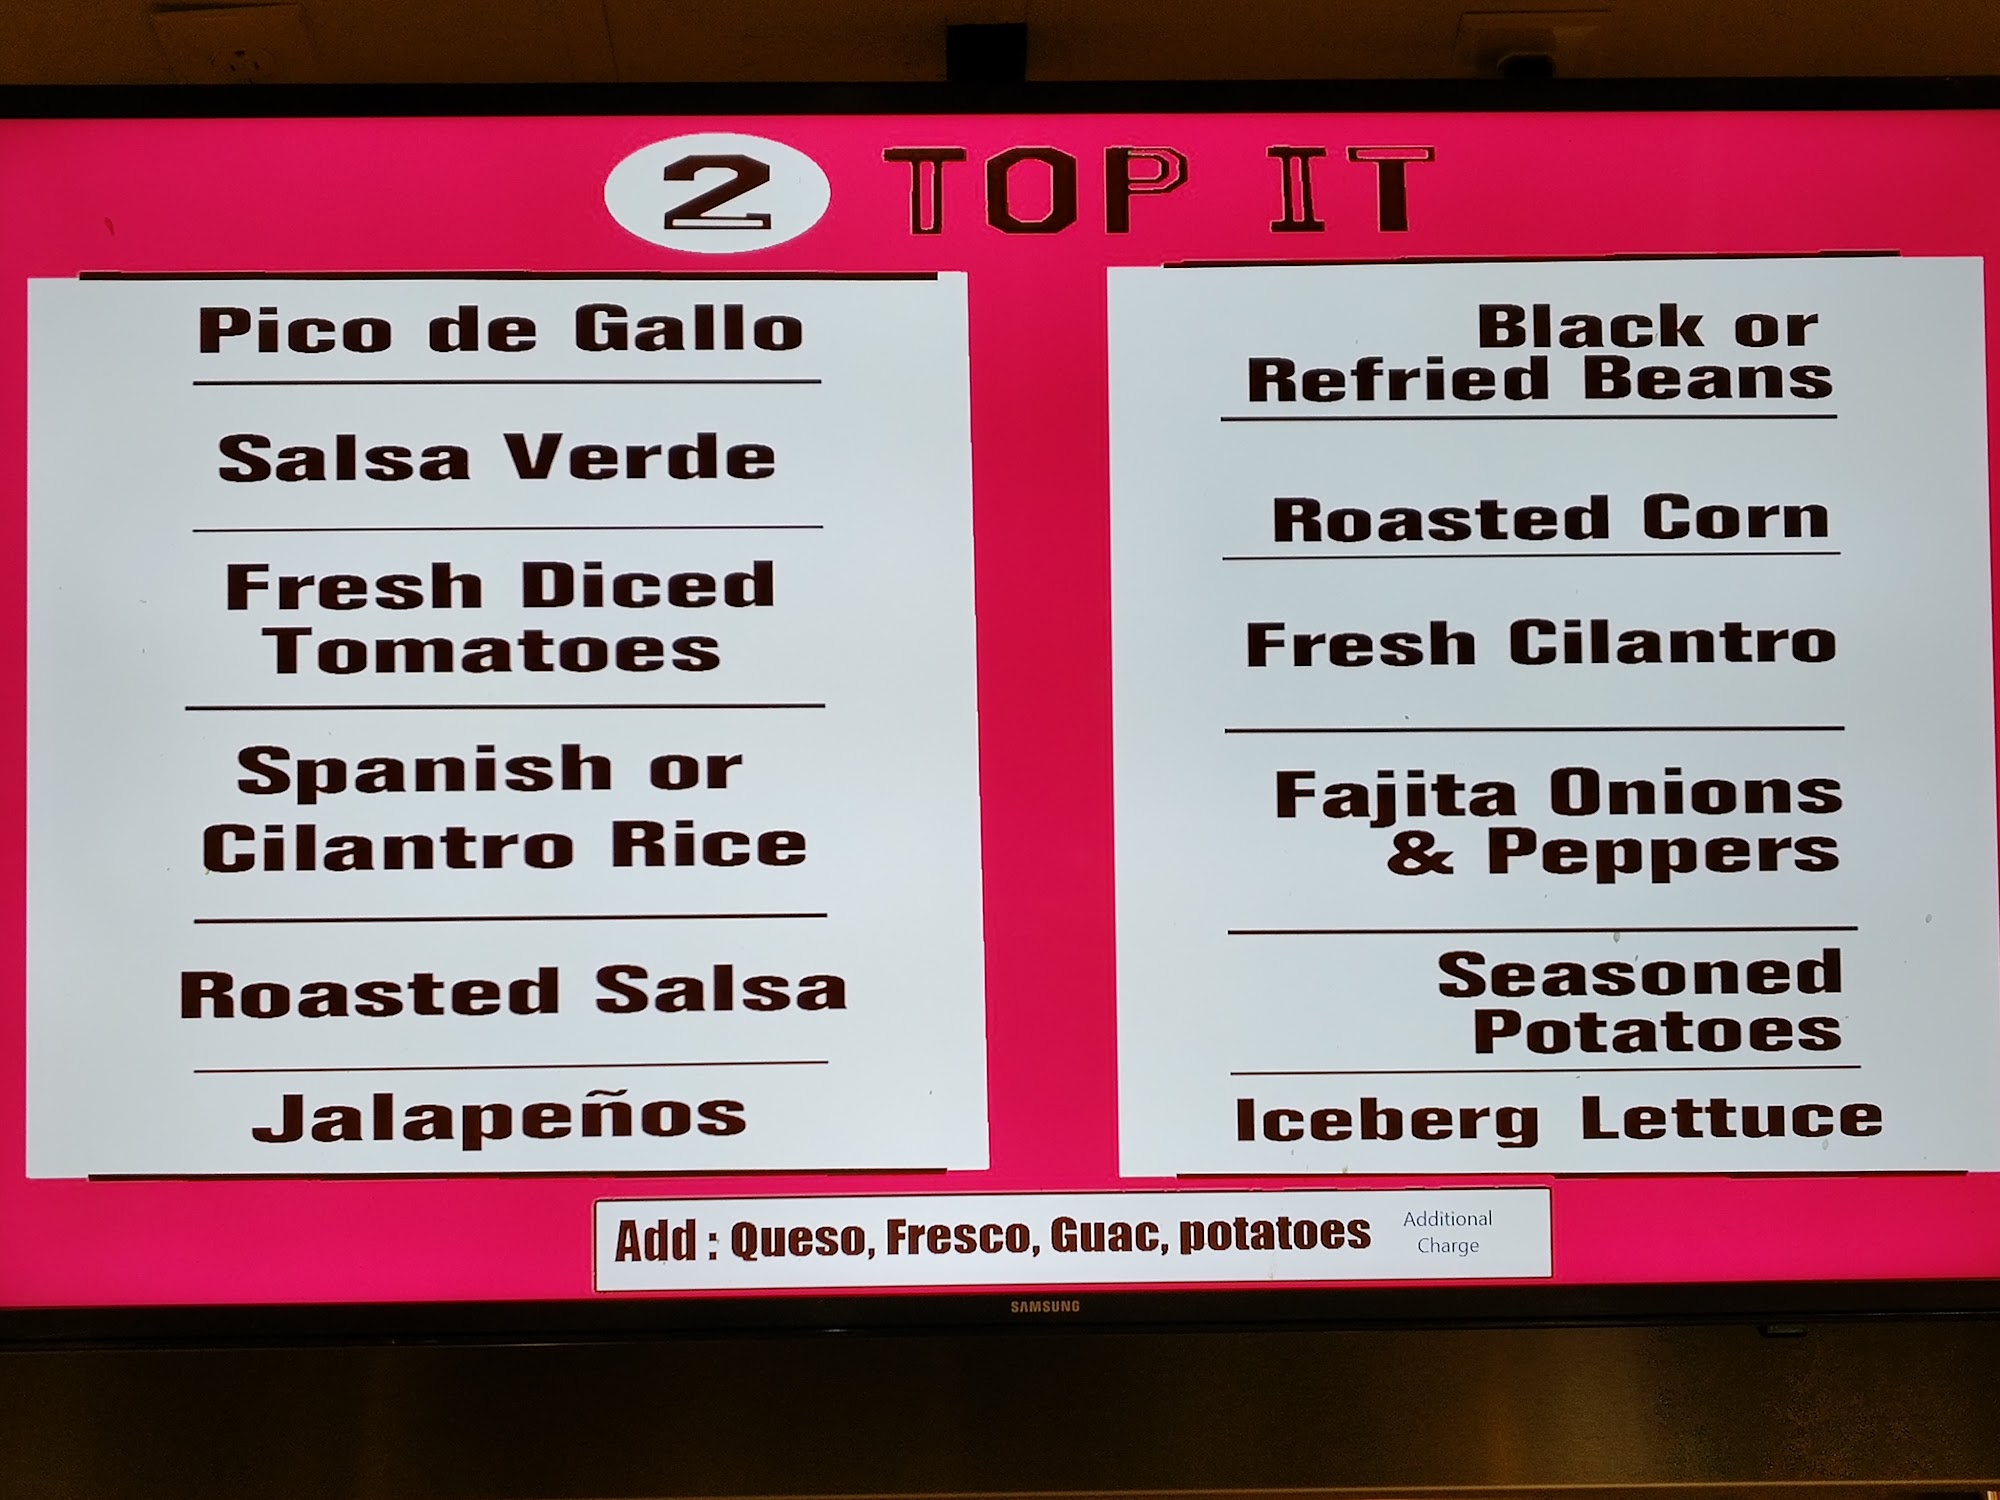 2 TOP IT
Pico de Gallo
Salsa Verde
Fresh Diced
Tomatoes
Spanish or
Cilantro Rice
Roasted Salsa
Jalapeños
Black or
Refried Beans
Roasted Corn
Fresh Cilantro
Fajita Onions
& Peppers
Seasoned
Potatoes
Iceberg Lettuce
Add : Queso, Fresco, Guac, potatoes
Additional
Charge
SAMSUNG